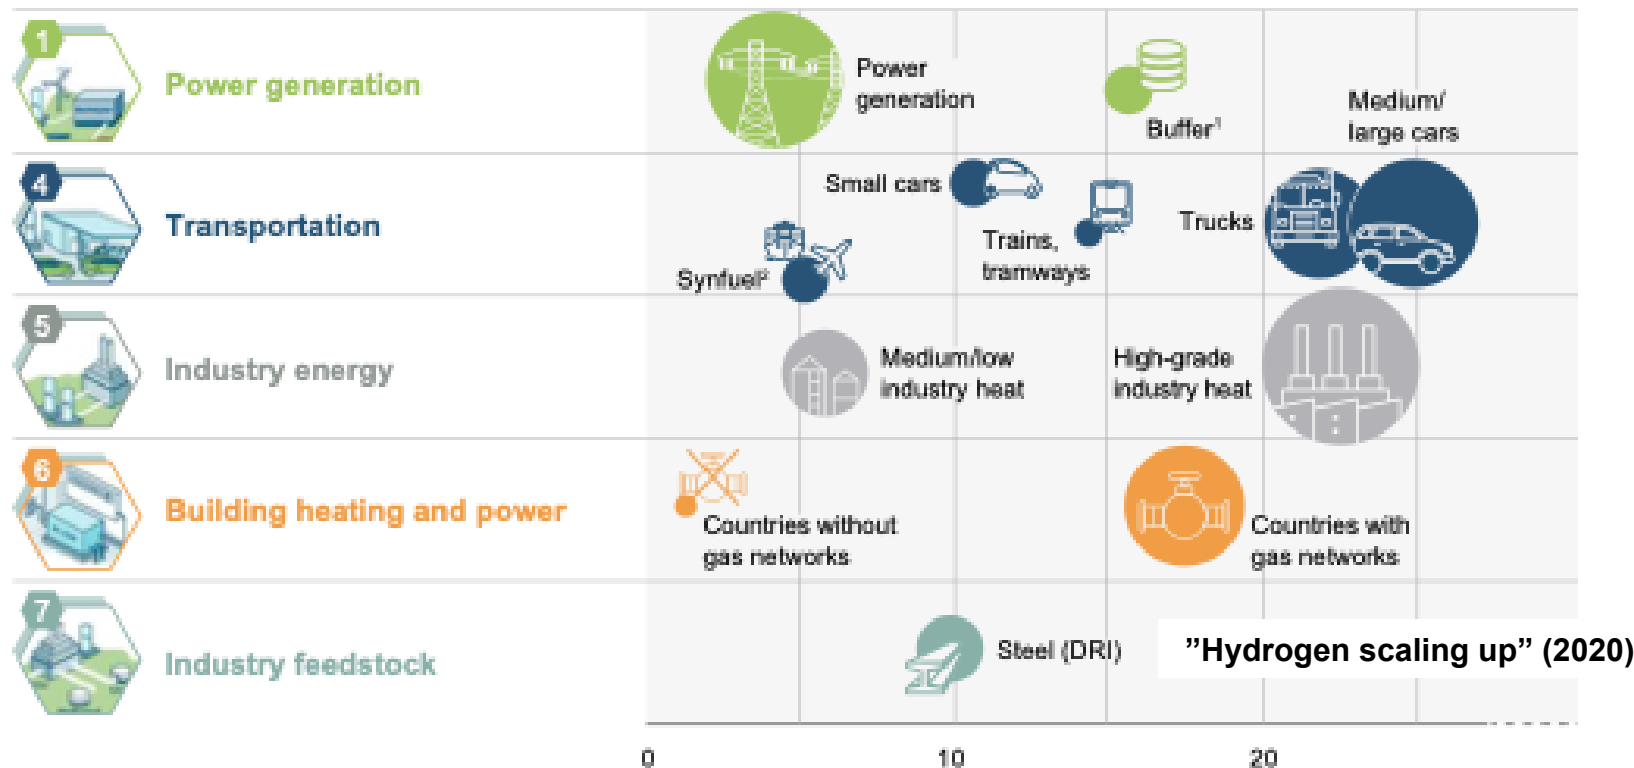 1
Power generation
Power
generation
Buffer¹
Medium/
large cars
4
Transportation
Small cars
Trains,
tramways
Trucks
Synfuel²
5
Industry energy
Medium/low
industry heat
High-grade
industry heat
6
Building heating and power
Countries without
gas networks
Countries with
gas networks
7
Industry feedstock
Steel (DRI)
”Hydrogen scaling up” (2020)
0 10 20